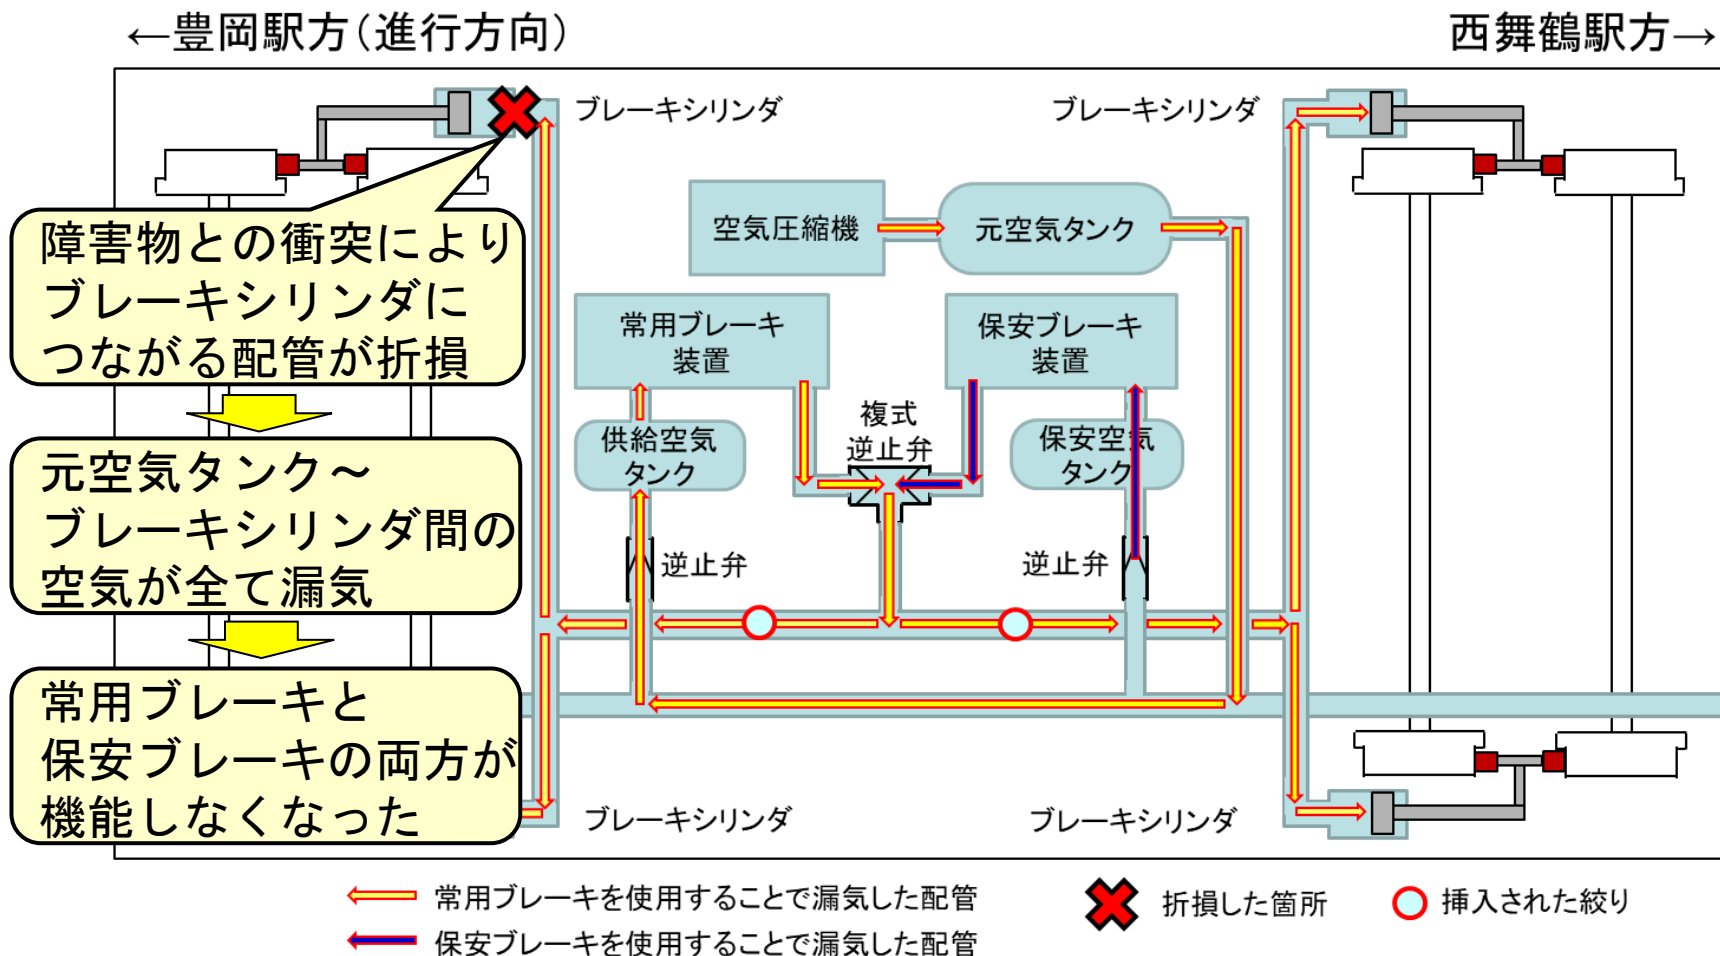 ←豊岡駅方(進行方向)
西舞鶴駅方→
ブレーキシリンダ
ブレーキシリンダ
障害物との衝突により
ブレーキシリンダに
つながる配管が折損
空気圧縮機
元空気タンク
常用ブレーキ
装置
保安ブレーキ
装置
複式
逆止弁
供給空気
タンク
保安空気
タンク
元空気タンク～
ブレーキシリンダ間の
空気が全て漏気
逆止弁
逆止弁
常用ブレーキと
保安ブレーキの両方が
機能しなくなった
ブレーキシリンダ
ブレーキシリンダ
常用ブレーキを使用することで漏気した配管
折損した箇所
挿入された絞り
保安ブレーキを使用することで漏気した配管